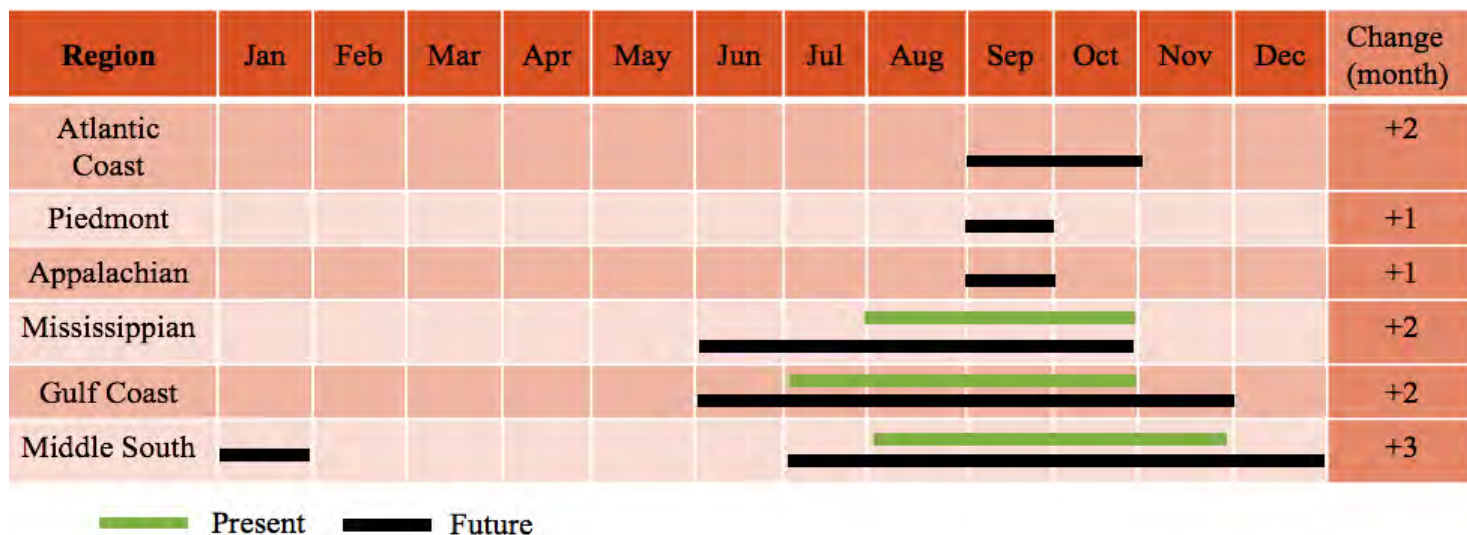 Region Jan Feb Mar Apr May Jun Jul Aug Sep Oct Nov Dec Change
(month)
Atlantic
Coast +2
Piedmont +1
Appalachian +1
Mississippian +2
Gulf Coast +2
Middle South +3
Present Future